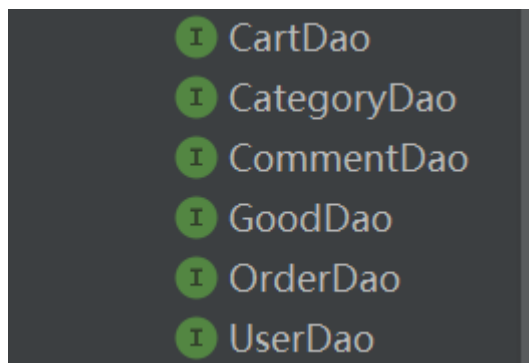 I CartDao
I CategoryDao
I CommentDao
I GoodDao
I OrderDao
I UserDao